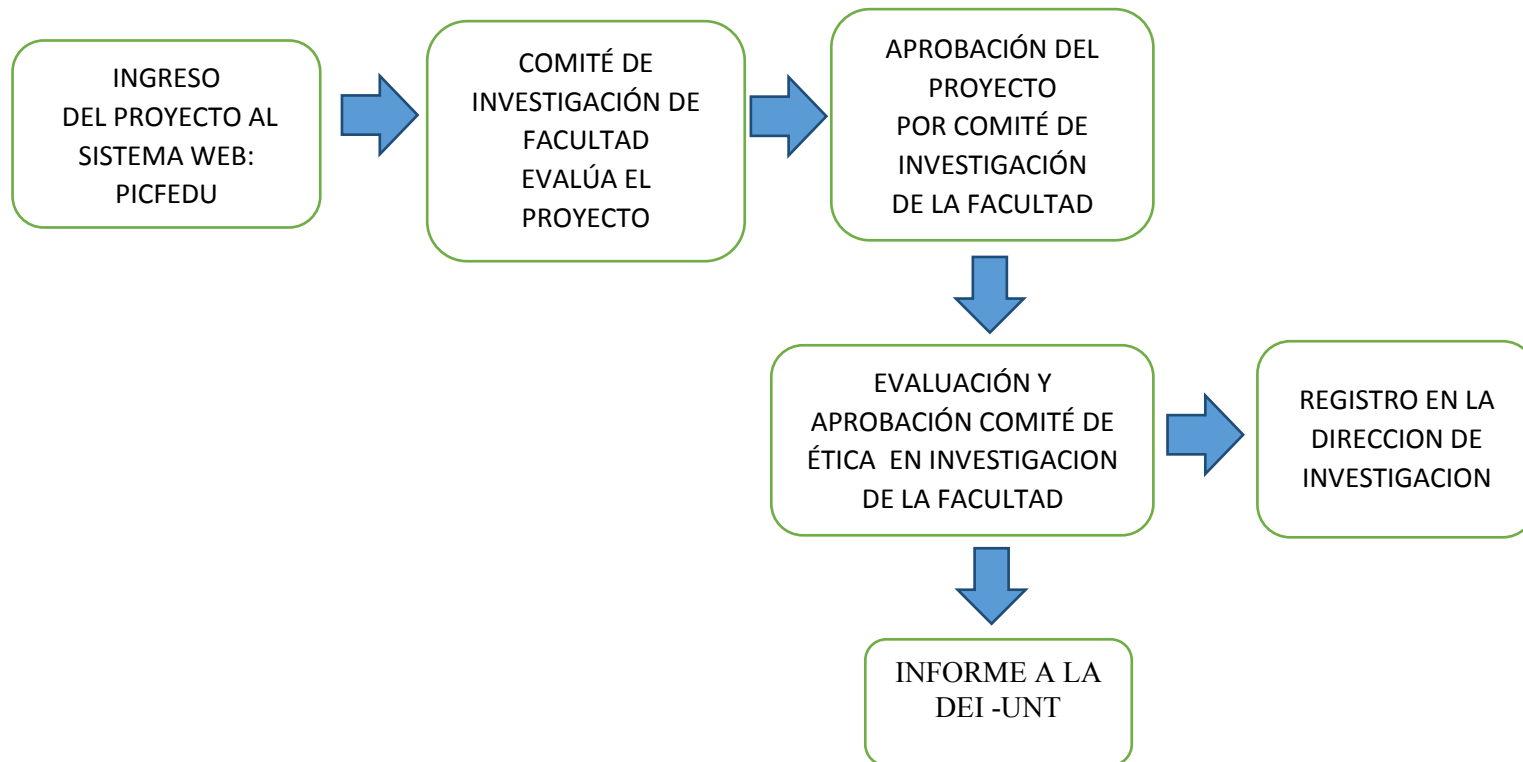 INGRESO
DEL PROYECTO AL
SISTEMA WEB:
PICFEDU
COMITÉ DE
INVESTIGACIÓN DE
FACULTAD
EVALÚA EL
PROYECTO
APROBACIÓN DEL
PROYECTO
POR COMITÉ DE
INVESTIGACIÓN
DE LA FACULTAD
EVALUACIÓN Y
APROBACIÓN COMITÉ DE
ÉTICA EN INVESTIGACION
DE LA FACULTAD
REGISTRO EN LA
DIRECCION DE
INVESTIGACION
INFORME A LA
DEI -UNT